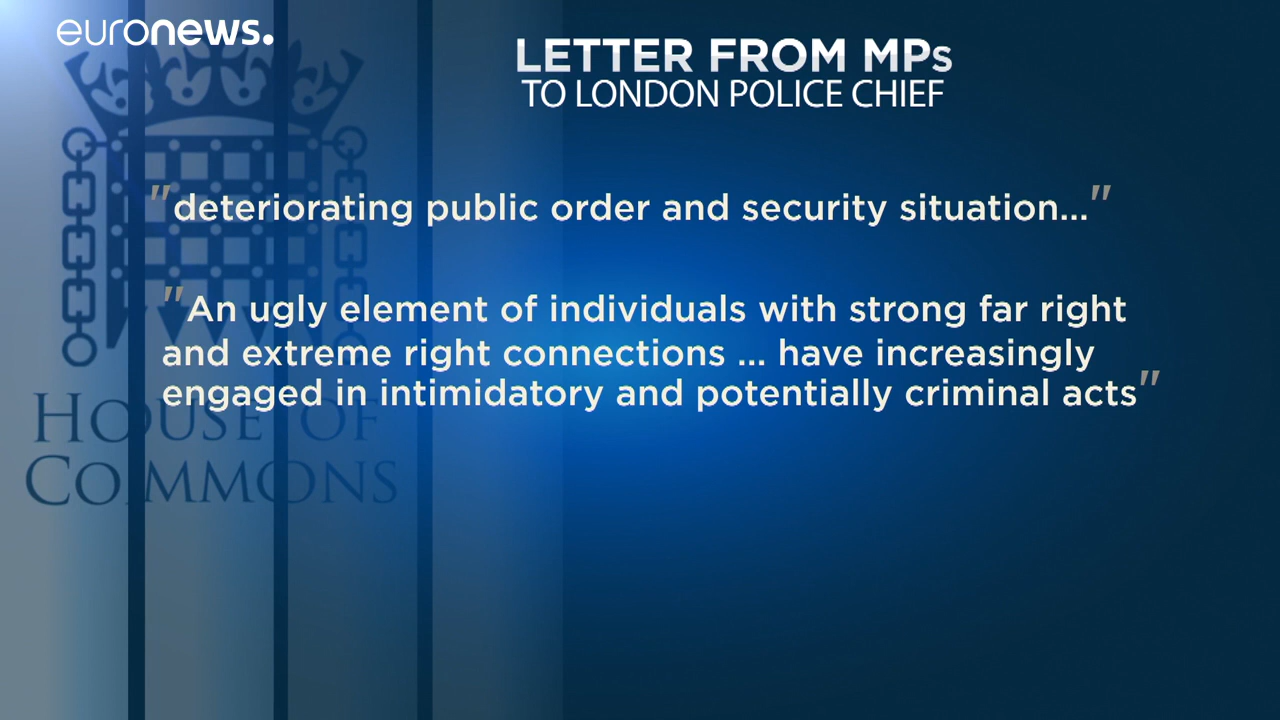 euronews.
LETTER FROM MPs
TO LONDON POLICE CHIEF
"deteriorating public order and security situation..."
"An ugly element of individuals with strong far right
and extreme right connections ... have increasingly
engaged in intimidatory and potentially criminal acts"
HOUSE OF
COMMONS